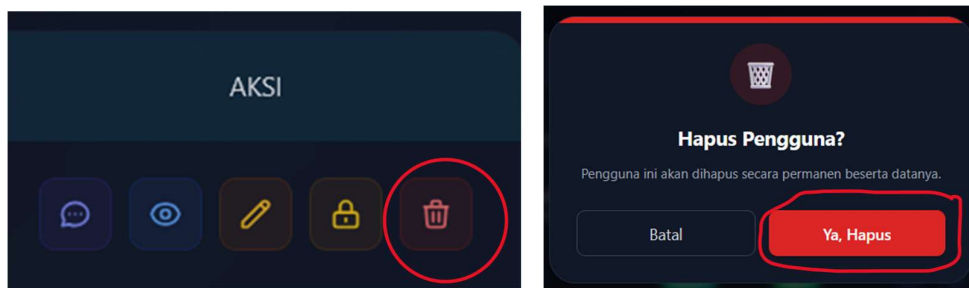 AKSI
Hapus Pengguna?
Pengguna ini akan dihapus secara permanen beserta datanya.
Batal
Ya, Hapus